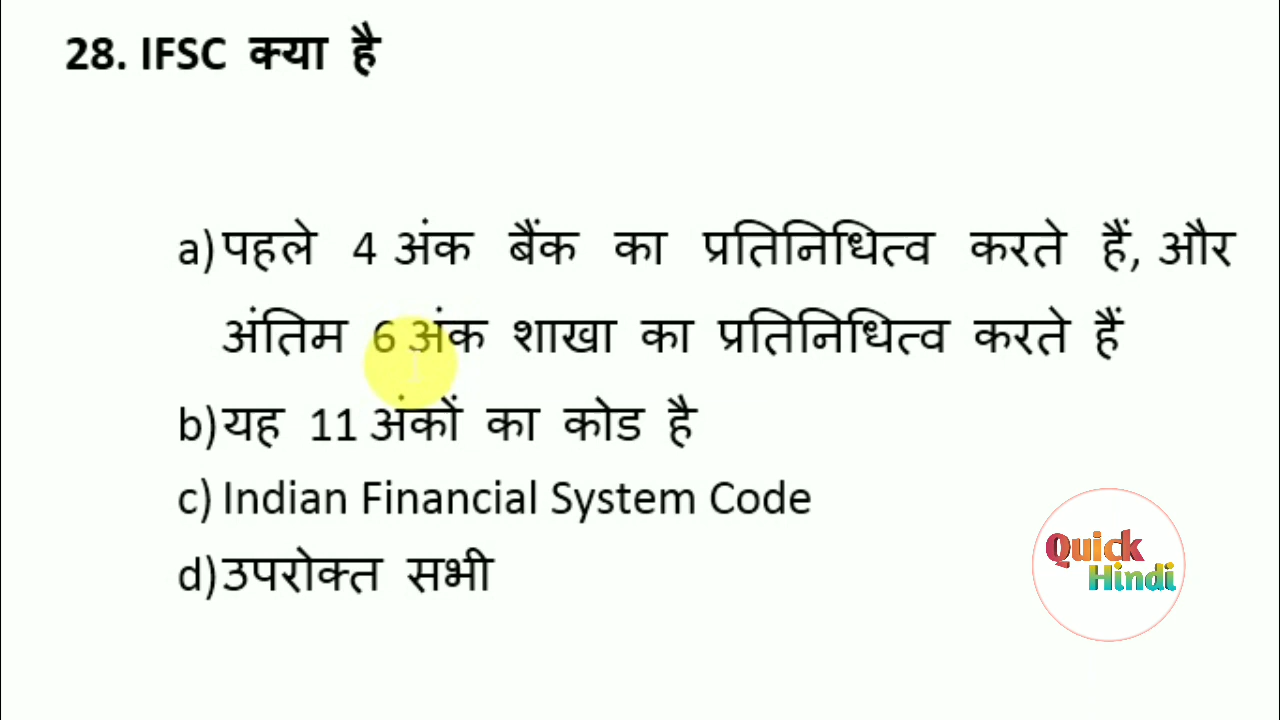 28. IFSC क्या है
a) पहले 4 अंक बैंक का प्रतिनिधित्व करते हैं, और
अंतिम 6 अंक शाखा का प्रतिनिधित्व करते हैं
b) यह 11 अंकों का कोड है
c) Indian Financial System Code
d) उपरोक्त सभी
Quick
Hindi